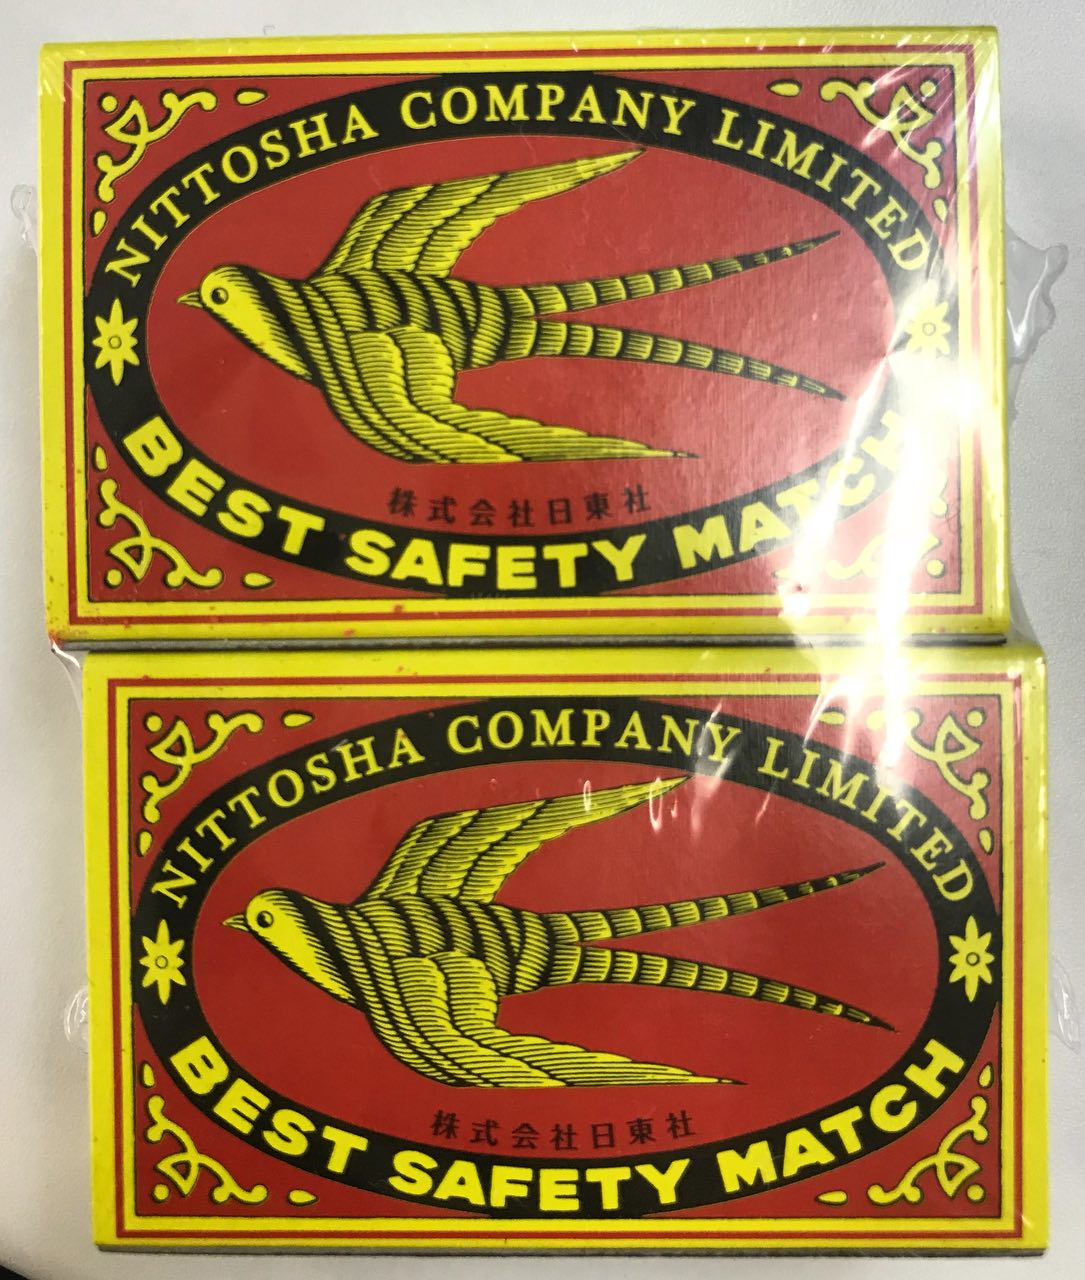 NITTOSHA COMPANY LIMITED
株式会社日東社
BEST SAFETY MATCH
NITTOSHA COMPANY LIMITED
株式会社日東社
BEST SAFETY MATCH